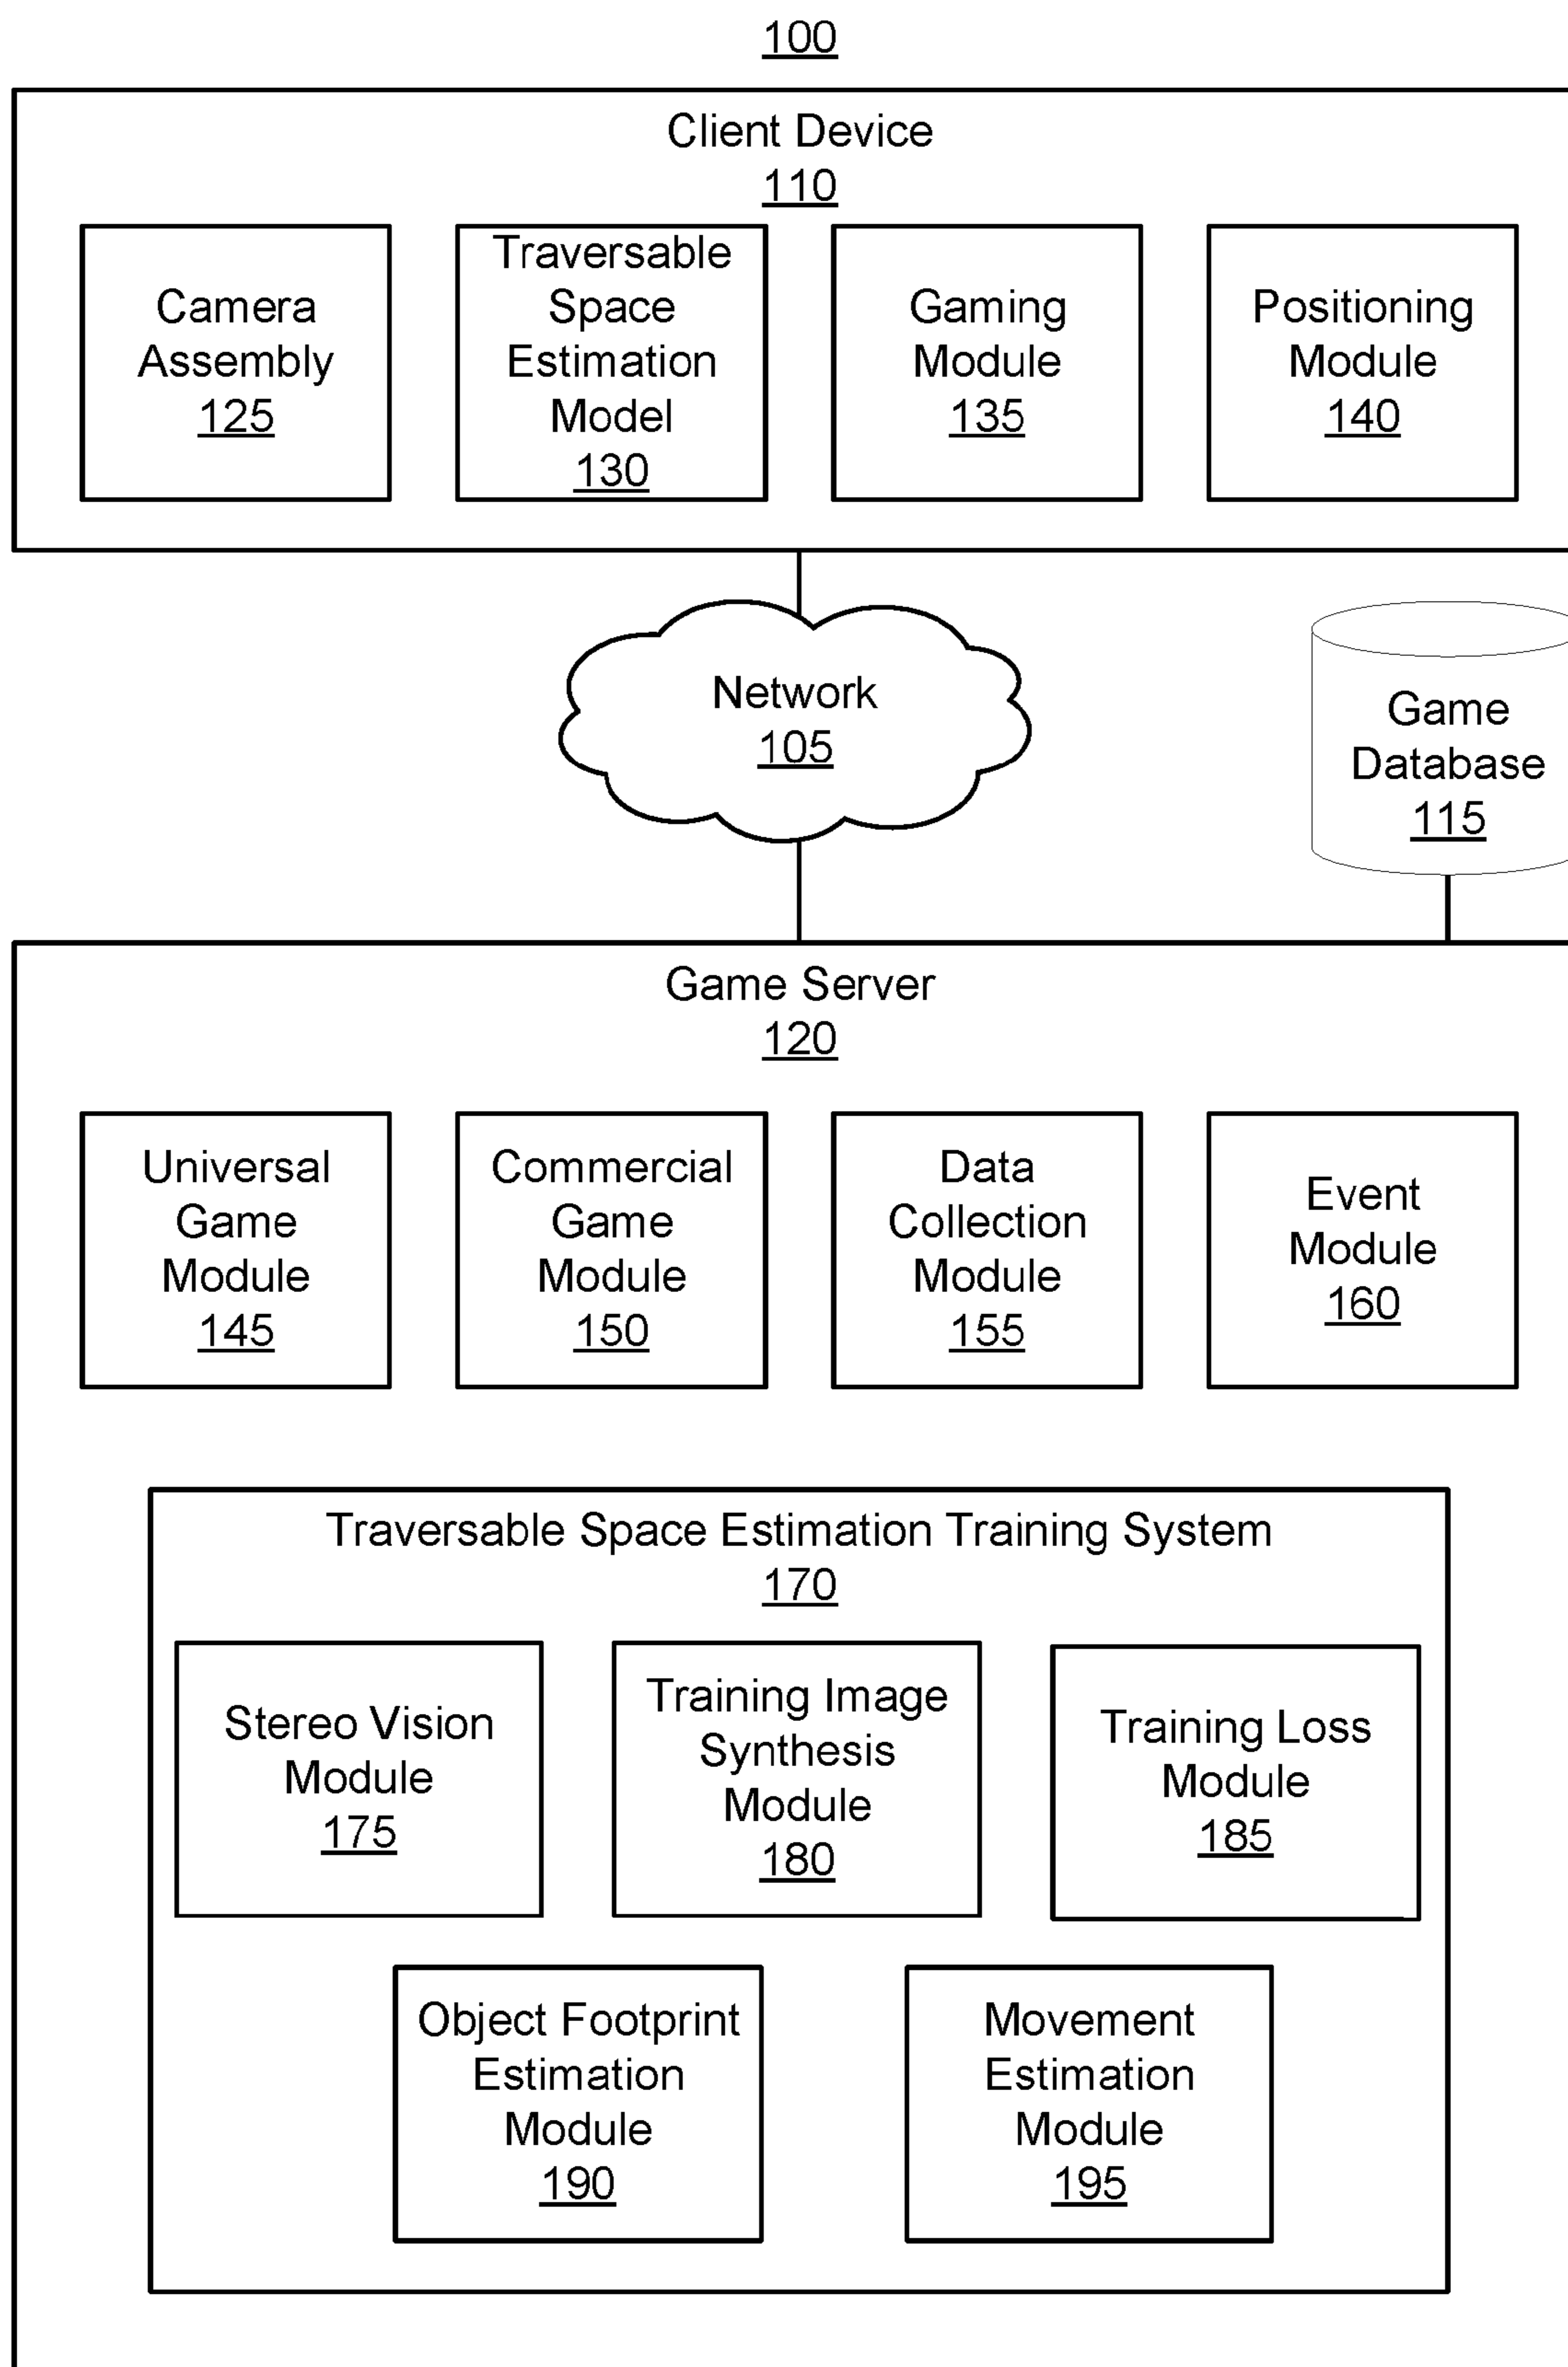 100
Client Device
110
Camera
Assembly
125
Traversable
Space
Estimation
Model
130
Gaming
Module
135
Positioning
Module
140
Network
105
Game
Database
115
Game Server
120
Universal
Game
Module
145
Commercial
Game
Module
150
Data
Collection
Module
155
Event
Module
160
Traversable Space Estimation Training System
170
Stereo Vision
Module
175
Training Image
Synthesis
Module
180
Training Loss
Module
185
Object Footprint
Estimation
Module
190
Movement
Estimation
Module
195